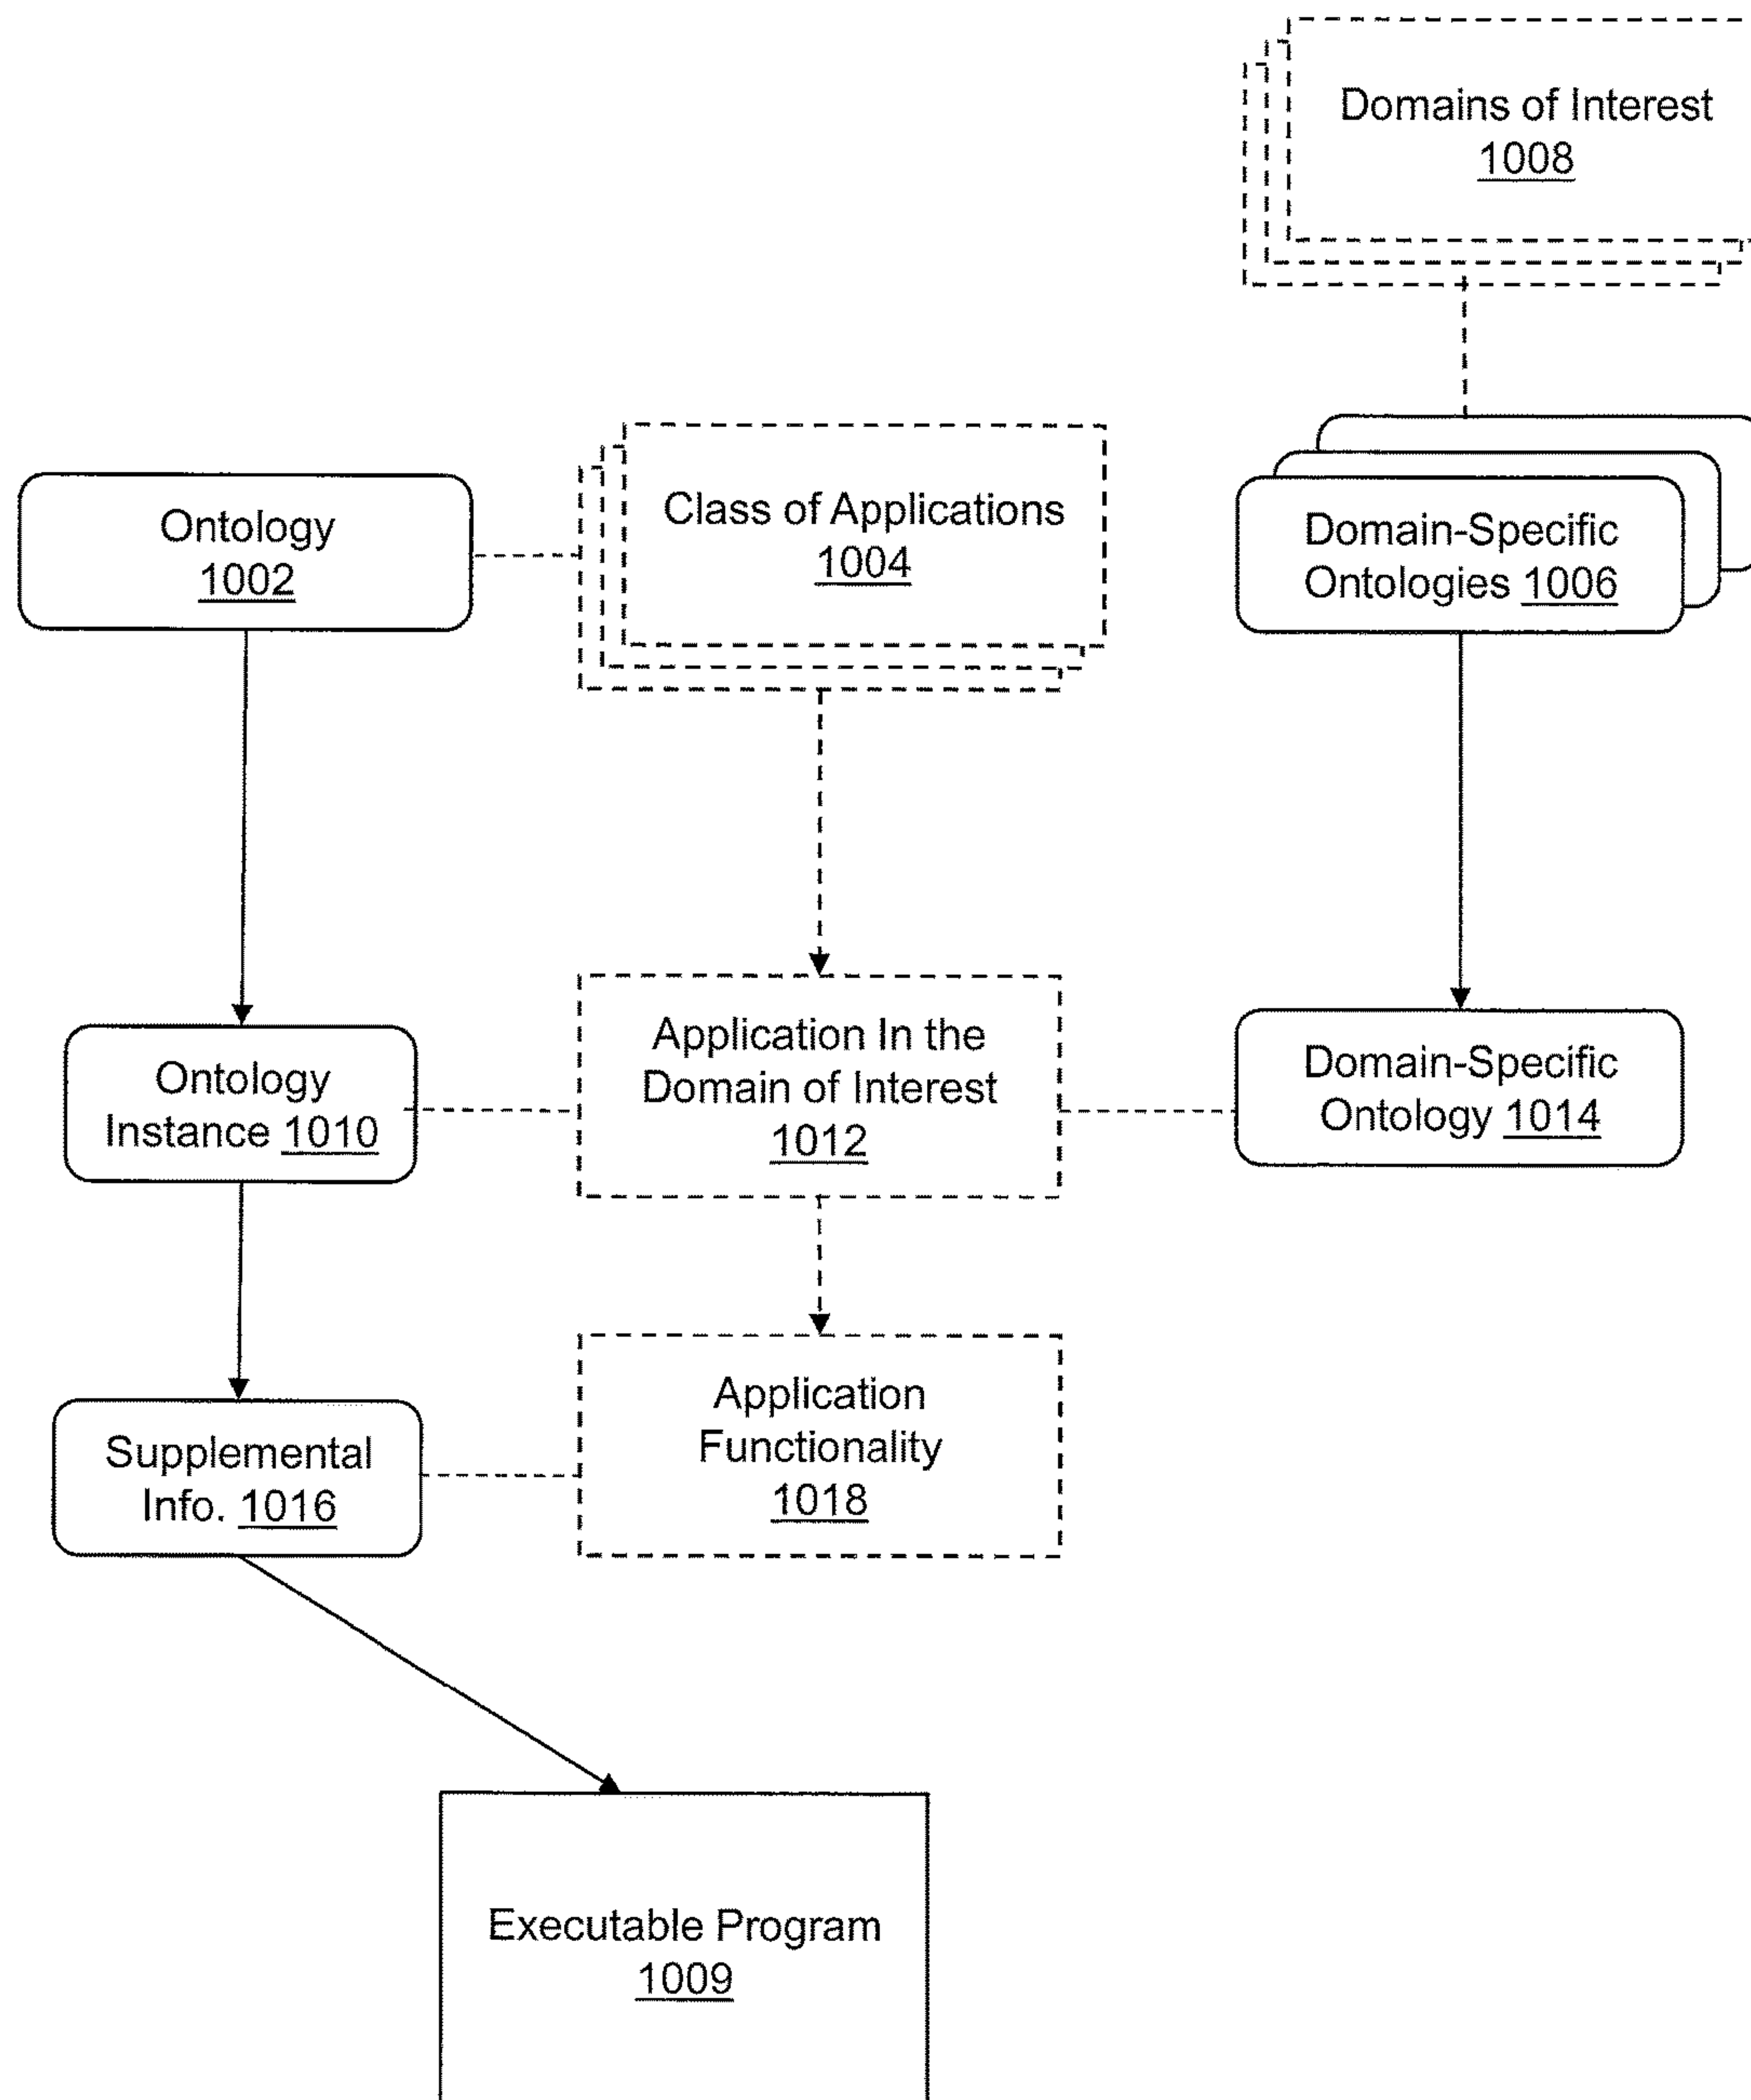 Domains of Interest
1008
Ontology
1002
Class of Applications
1004
Domain-Specific
Ontologies 1006
Ontology
Instance 1010
Application In the
Domain of Interest
1012
Domain-Specific
Ontology 1014
Supplemental
Info. 1016
Application
Functionality
1018
Executable Program
1009